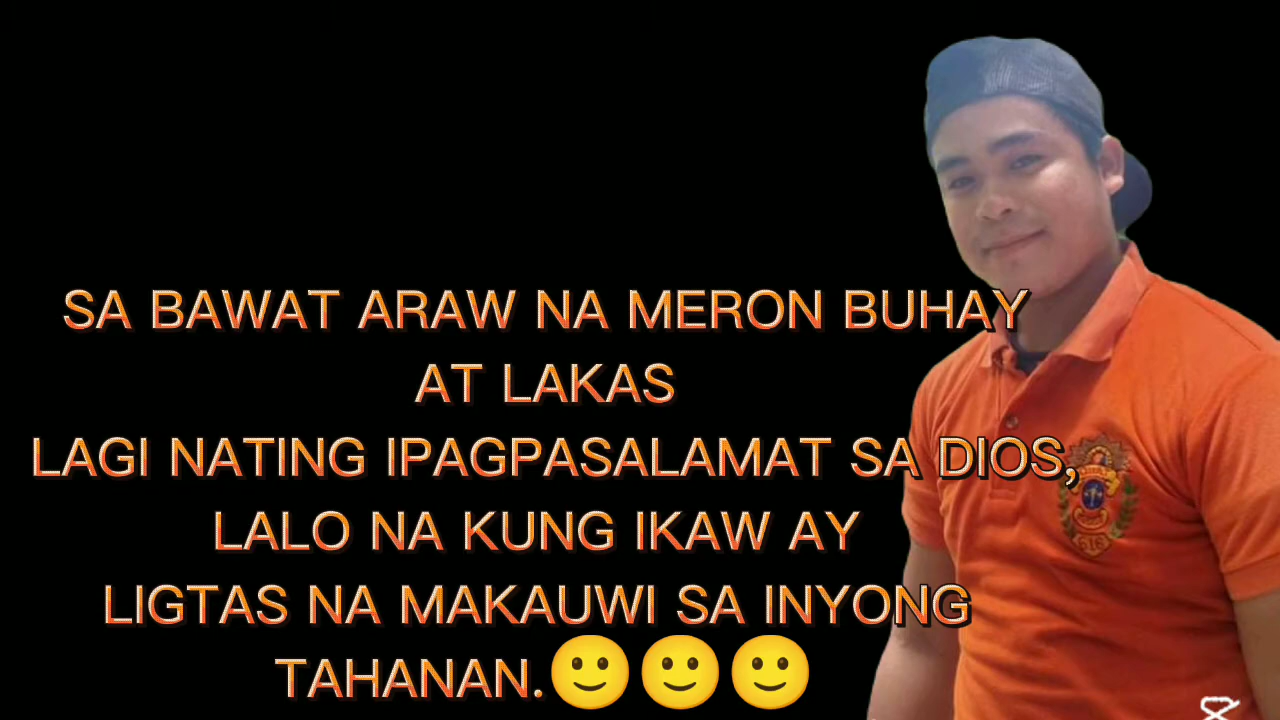 SA BAWAT ARAW NA MERON BUHAY
AT LAKAS
LAGI NATING IPAGPASALAMAT SA DIOS,
LALO NA KUNG IKAW AY
LIGTAS NA MAKAUWI SA INYONG
TAHANAN.🙂🙂🙂